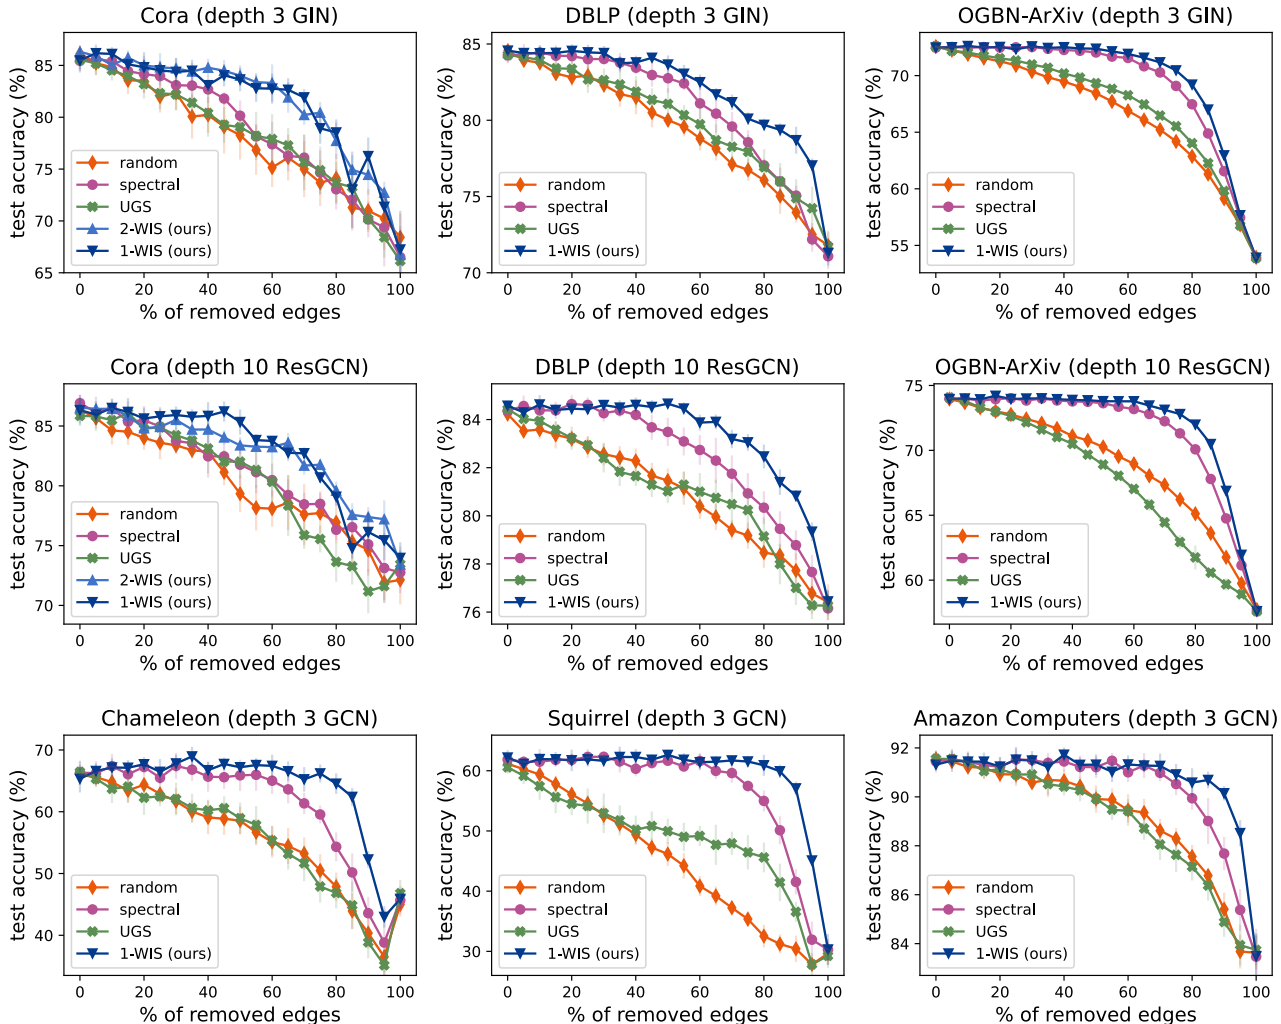 Cora (depth 3 GIN)
test accuracy (%)
85
80
75
70
65
random
spectral
UGS
2-WIS (ours)
1-WIS (ours)
0 20 40 60 80 100
% of removed edges
DBLP (depth 3 GIN)
test accuracy (%)
85
80
75
70
random
spectral
UGS
1-WIS (ours)
0 20 40 60 80 100
% of removed edges
OGBN-ArXiv (depth 3 GIN)
test accuracy (%)
70
65
60
55
random
spectral
UGS
1-WIS (ours)
0 20 40 60 80 100
% of removed edges
Cora (depth 10 ResGCN)
test accuracy (%)
85
80
75
70
random
spectral
UGS
2-WIS (ours)
1-WIS (ours)
0 20 40 60 80 100
% of removed edges
DBLP (depth 10 ResGCN)
test accuracy (%)
84
82
80
78
76
random
spectral
UGS
1-WIS (ours)
0 20 40 60 80 100
% of removed edges
OGBN-ArXiv (depth 10 ResGCN)
test accuracy (%)
75
70
65
60
random
spectral
UGS
1-WIS (ours)
0 20 40 60 80 100
% of removed edges
Chameleon (depth 3 GCN)
test accuracy (%)
70
60
50
40
random
spectral
UGS
1-WIS (ours)
0 20 40 60 80 100
% of removed edges
Squirrel (depth 3 GCN)
test accuracy (%)
60
50
40
30
random
spectral
UGS
1-WIS (ours)
0 20 40 60 80 100
% of removed edges
Amazon Computers (depth 3 GCN)
test accuracy (%)
92
90
88
86
84
random
spectral
UGS
1-WIS (ours)
0 20 40 60 80 100
% of removed edges